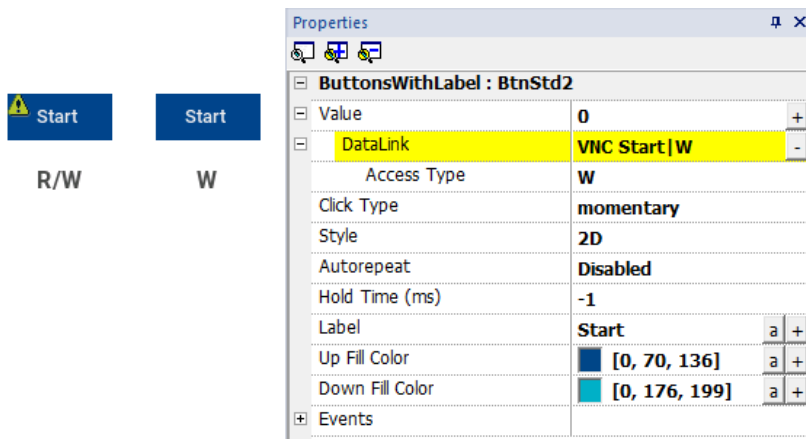 Start
R/W
Start
W
Properties
ButtonsWithLabel : BtnStd2
Value 0 +
DataLink VNC Start|W -
Access Type W
Click Type momentary
Style 2D
Autorepeat Disabled
Hold Time (ms) -1
Label Start a +
Up Fill Color [0, 70, 136] a +
Down Fill Color [0, 176, 199] a +
Events